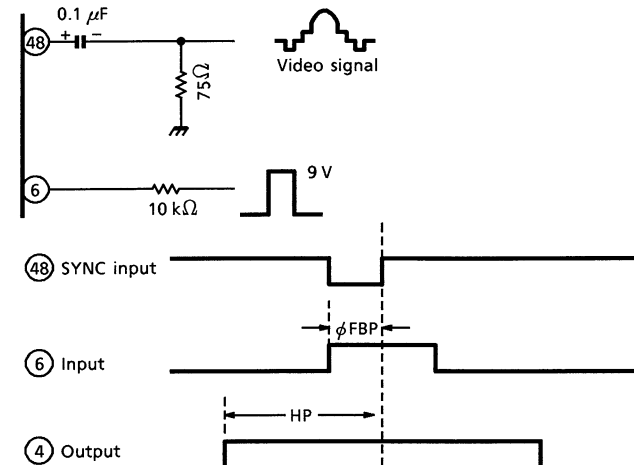 0.1 μF
48
+
−
Video signal
75Ω
6
9 V
10 kΩ
48 SYNC input
φFBP
6 Input
HP
4 Output